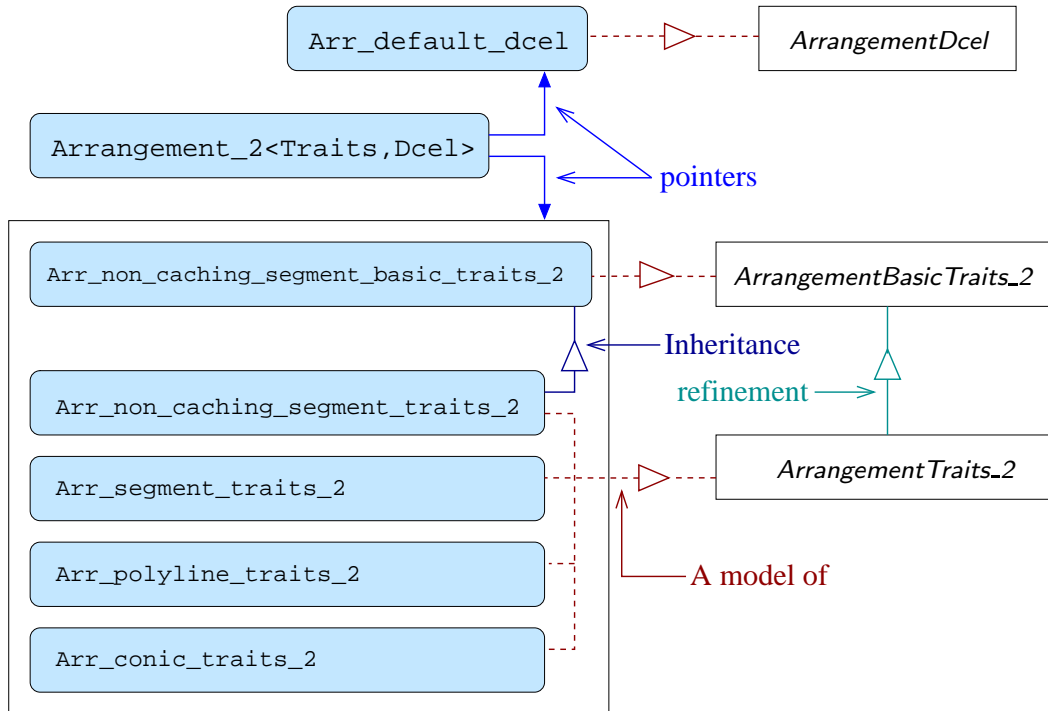 Arr_default_dcel
ArrangementDcel
Arrangement_2<Traits,Dcel>
pointers
Arr_non_caching_segment_basic_traits_2
ArrangementBasicTraits_2
Inheritance
Arr_non_caching_segment_traits_2
refinement
Arr_segment_traits_2
ArrangementTraits_2
Arr_polyline_traits_2
A model of
Arr_conic_traits_2